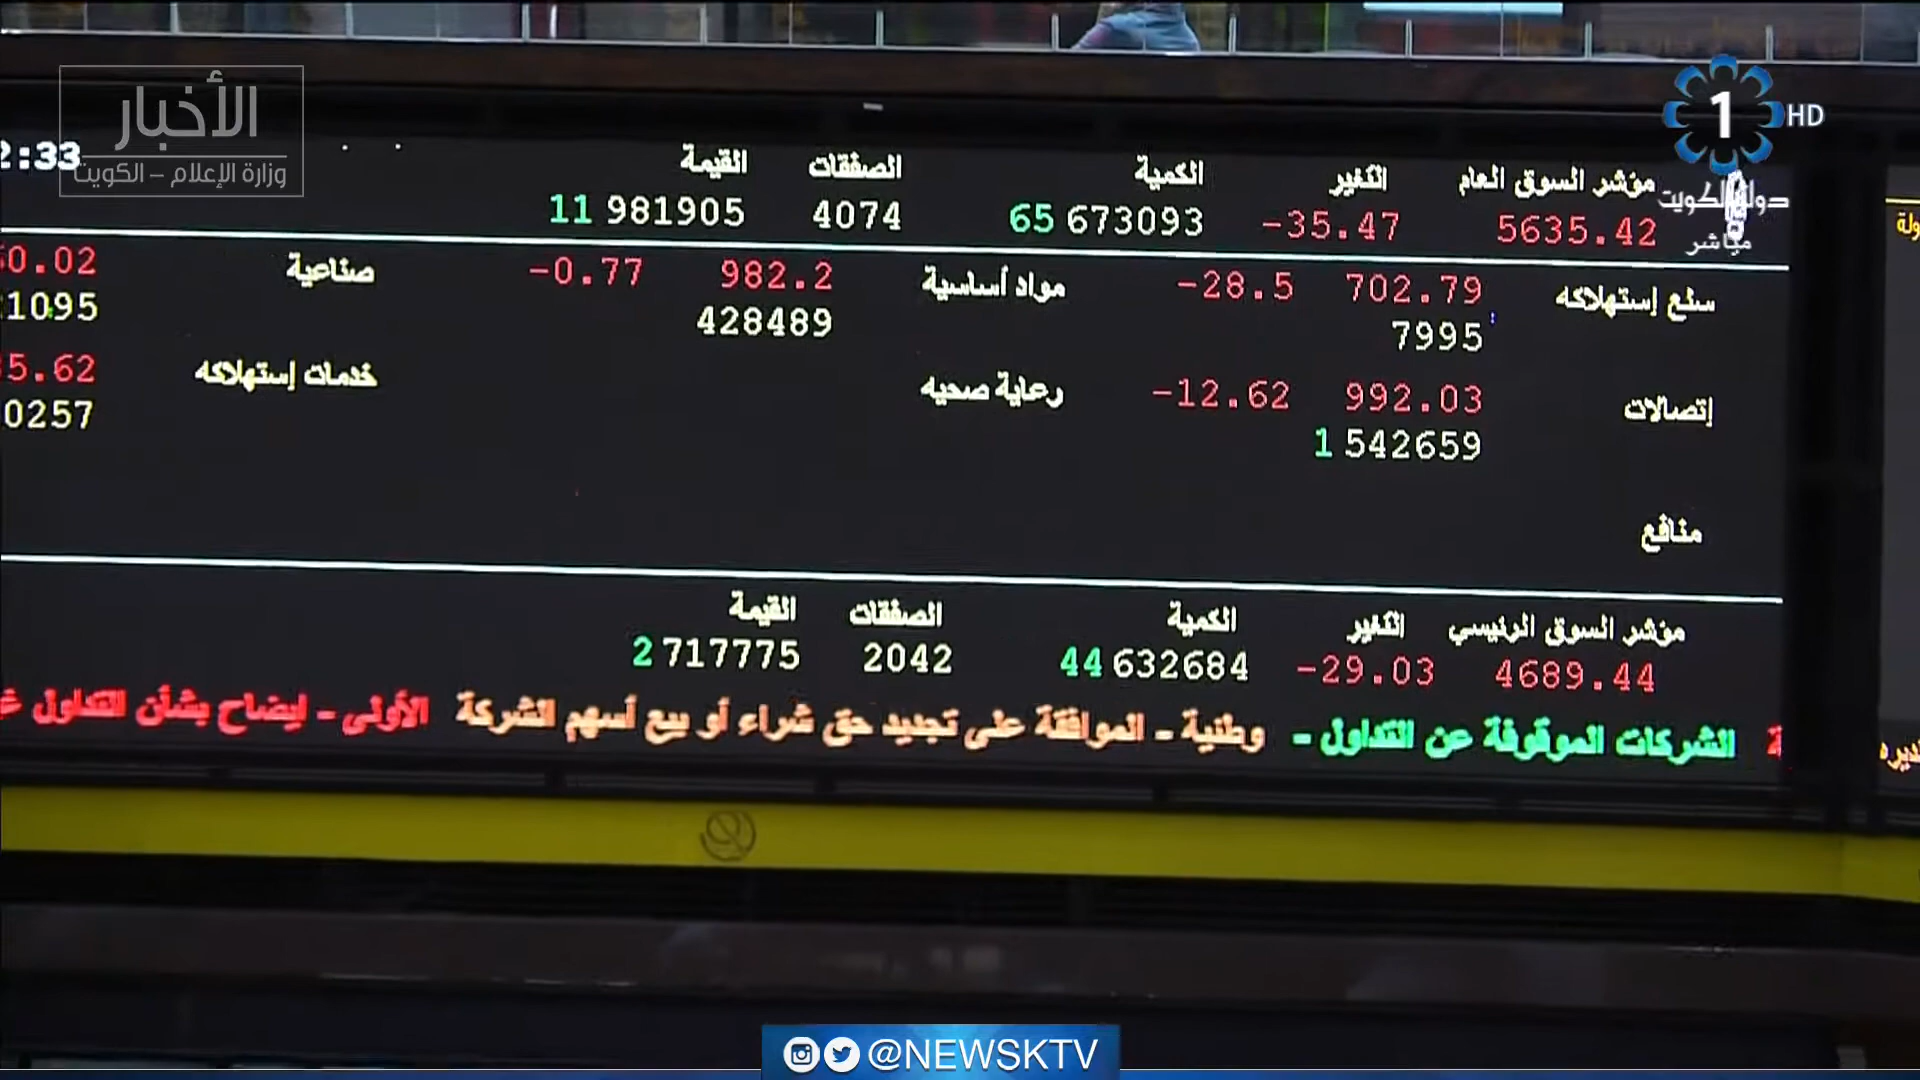 الأخبار
وزارة الإعلام – الكويت
1 HD
دولة الكويت
مباشر
2:33
مؤشر السوق العام التغير الكمية الصفقات القيمة
5635.42 -35.47 65 673093 4074 11 981905
سلع إستهلاكه 702.79 -28.5 مواد أساسية 982.2 -0.77 صناعية 0.02
7995 428489 1095
إتصالات 992.03 -12.62 رعاية صحيه خدمات إستهلاكه 5.62
1 542659 0257
منافع
مؤشر السوق الرئيسي التغير الكمية الصفقات القيمة
4689.44 -29.03 44 632684 2042 2 717775
الشركات الموقوفة عن التداول - وطنية - الموافقة على تجديد حق شراء أو بيع أسهم الشركة الأولى - إيضاح بشأن التداول
@NEWSKTV